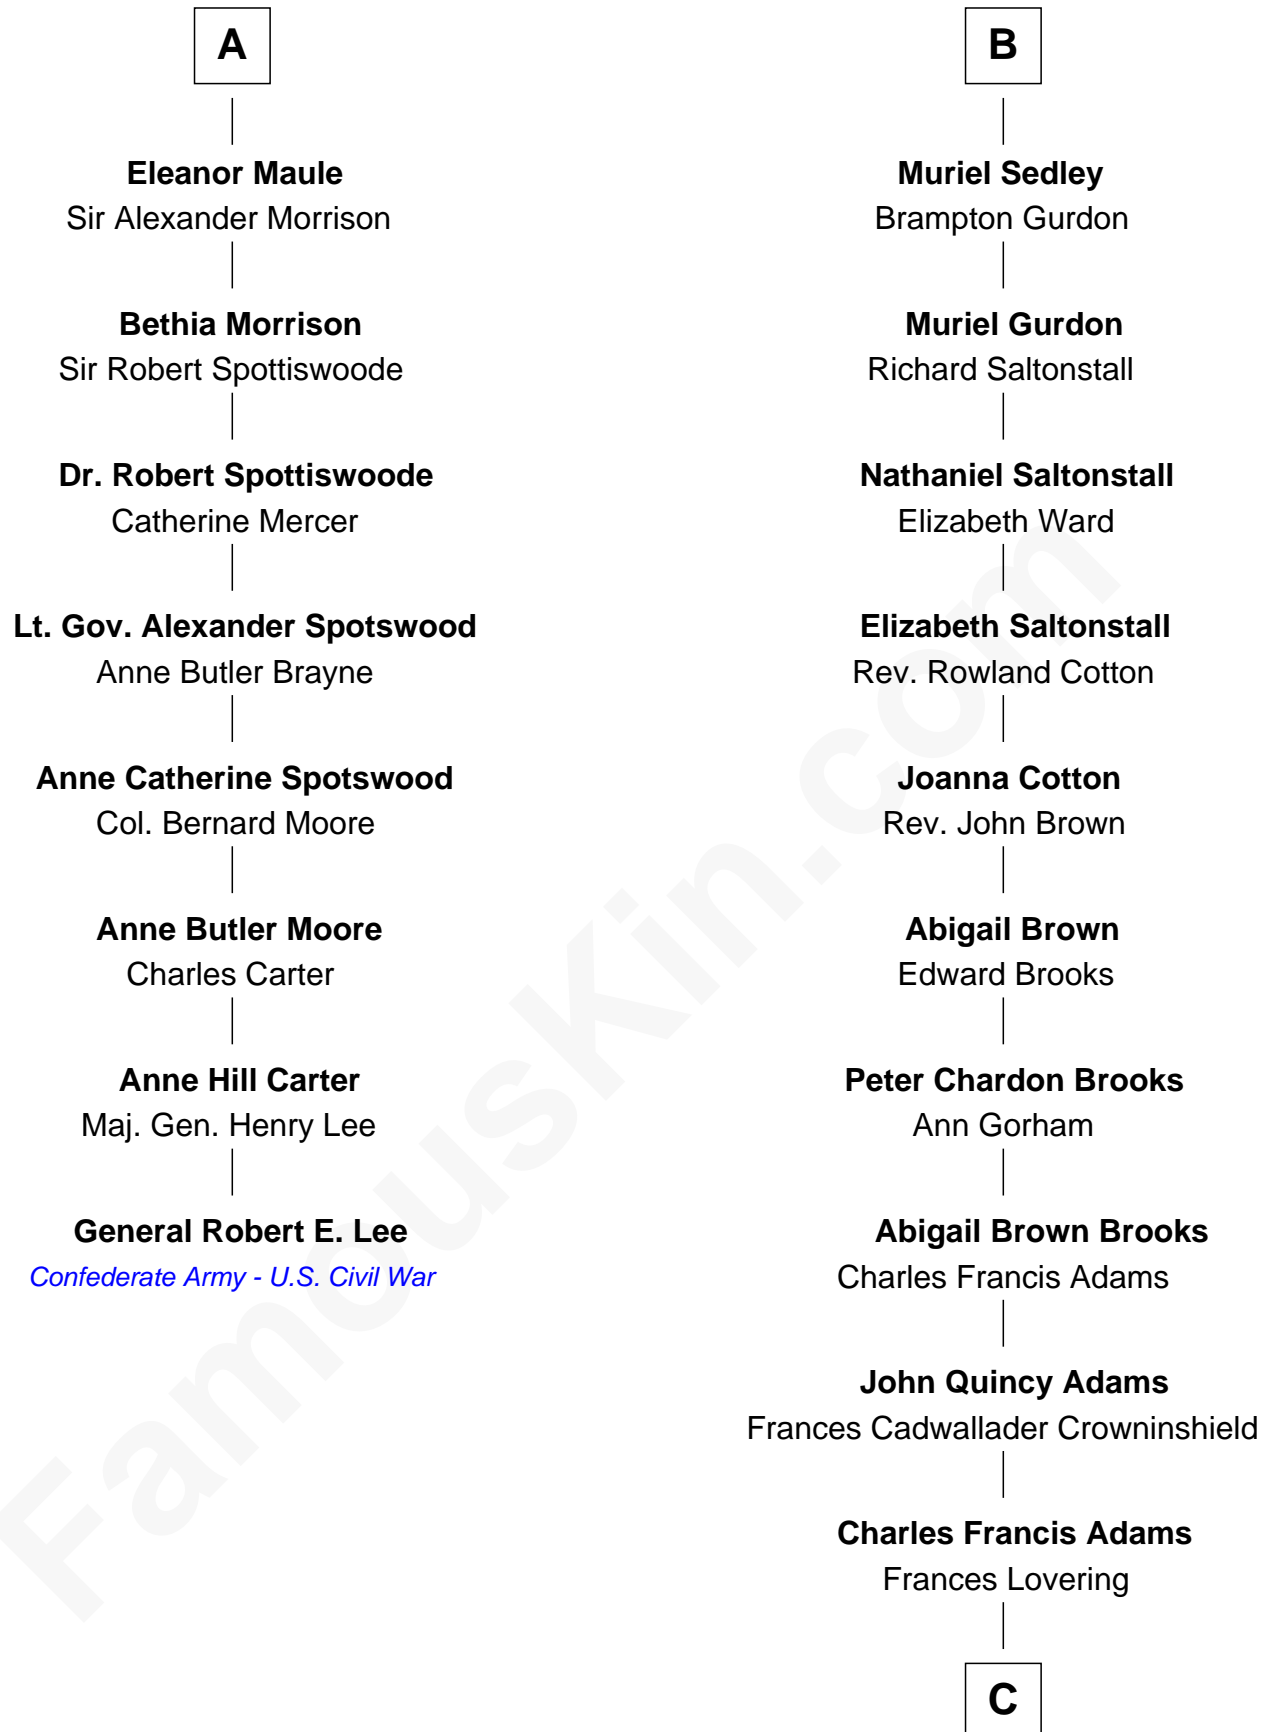 A
Eleanor Maule
Sir Alexander Morrison
Bethia Morrison
Sir Robert Spottiswoode
Dr. Robert Spottiswoode
Catherine Mercer
Lt. Gov. Alexander Spotswood
Anne Butler Brayne
Anne Catherine Spotswood
Col. Bernard Moore
Anne Butler Moore
Charles Carter
Anne Hill Carter
Maj. Gen. Henry Lee
General Robert E. Lee
Confederate Army - U.S. Civil War
B
Muriel Sedley
Brampton Gurdon
Muriel Gurdon
Richard Saltonstall
Nathaniel Saltonstall
Elizabeth Ward
Elizabeth Saltonstall
Rev. Rowland Cotton
Joanna Cotton
Rev. John Brown
Abigail Brown
Edward Brooks
Peter Chardon Brooks
Ann Gorham
Abigail Brown Brooks
Charles Francis Adams
John Quincy Adams
Frances Cadwallader Crowninshield
Charles Francis Adams
Frances Lovering
C
FamousKin.com